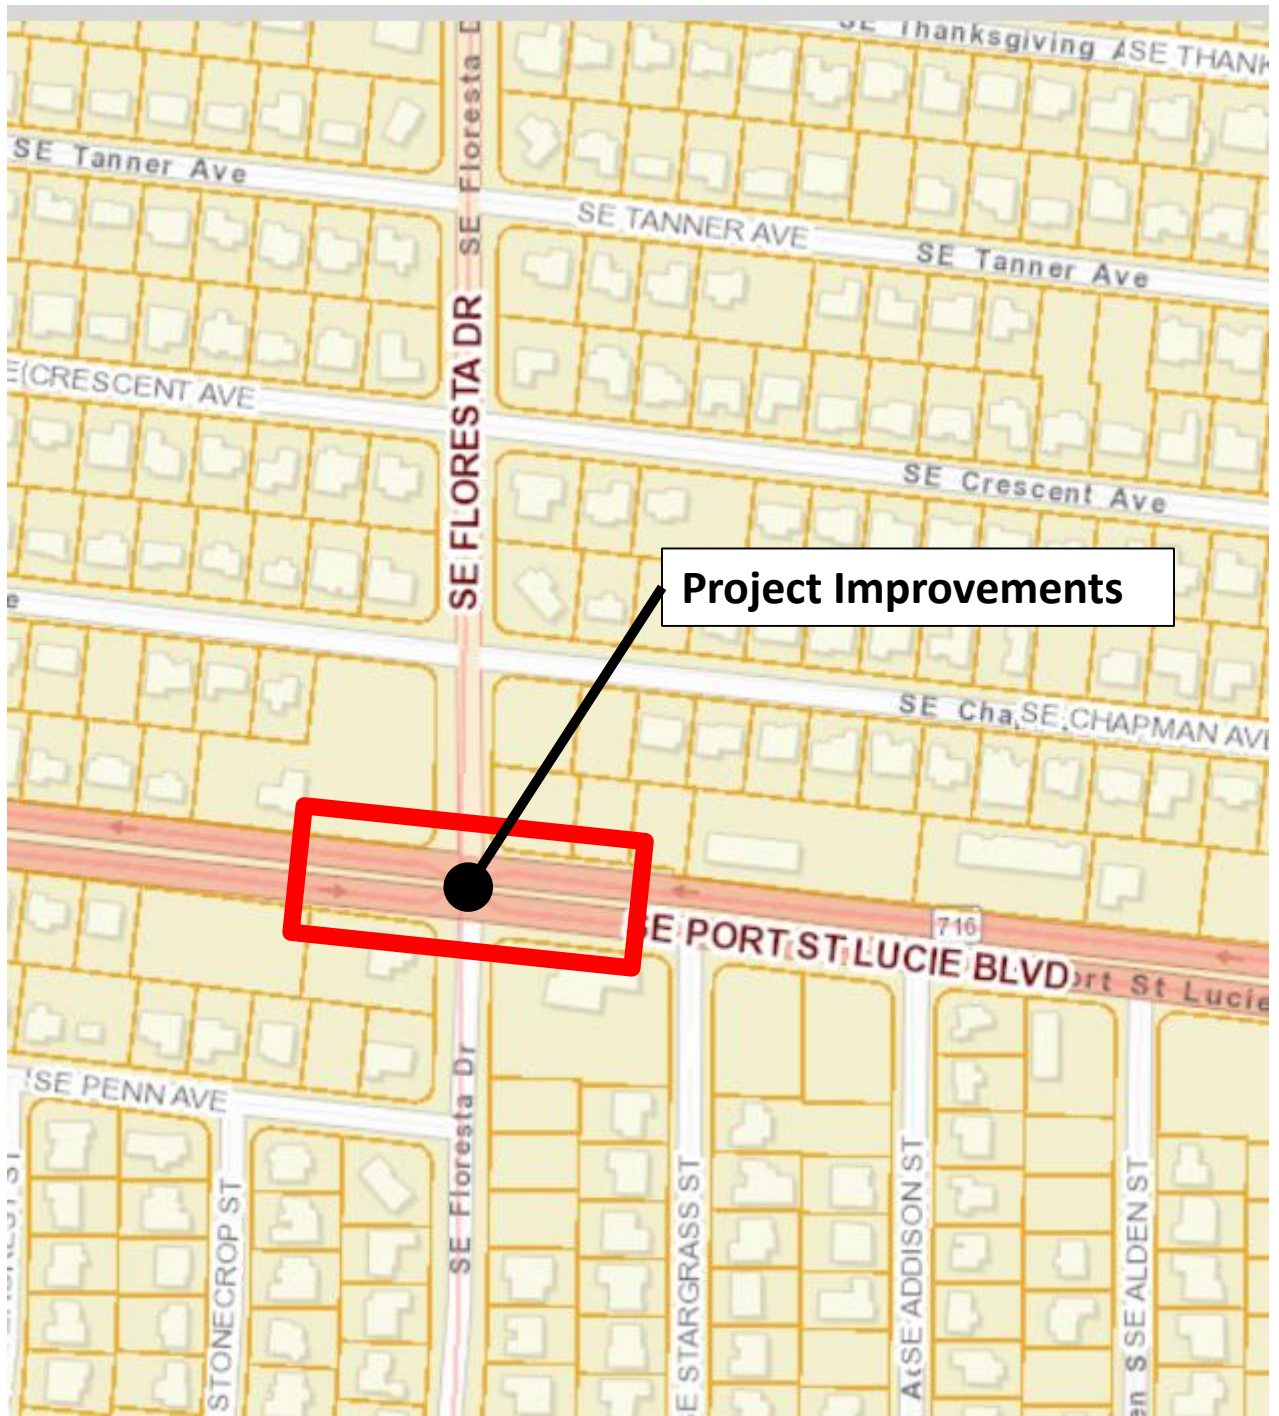 SE Thanksgiving A
SE THANK
SE Floresta D
SE Tanner Ave
SE TANNER AVE
SE Tanner Ave
SE FLORESTA DR
CRESCENT AVE
SE Crescent Ave
Project Improvements
SE Cha
SE CHAPMAN AVE
716
SE PORT ST LUCIE BLVD
ort St Lucie
SE PENN AVE
SE Floresta Dr
STONECROP ST
SE STARGRASS ST
SE ADDISON ST
SE ALDEN ST